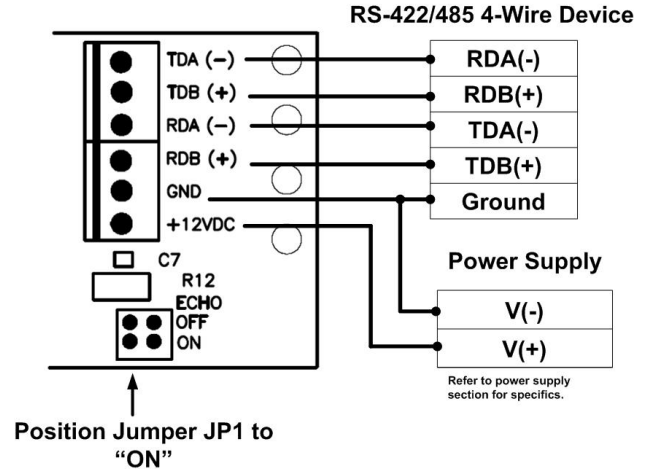 RS-422/485 4-Wire Device
TDA (−)
TDB (+)
RDA (−)
RDB (+)
GND
+12VDC
RDA(-)
RDB(+)
TDA(-)
TDB(+)
Ground
C7
R12
ECHO
OFF
ON
Power Supply
V(-)
V(+)
Refer to power supply
section for specifics.
Position Jumper JP1 to
“ON”